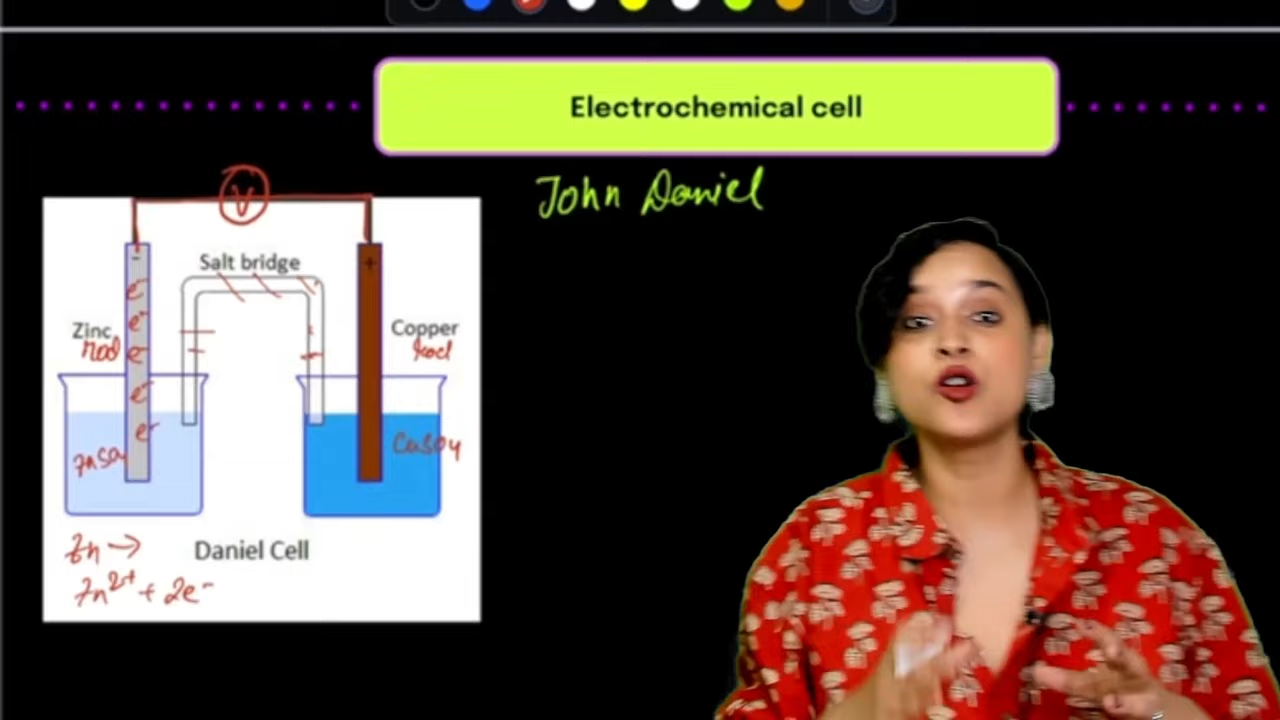 Electrochemical cell
John Daniel
V
Salt bridge
-
+
e-
e-
e-
e-
e-
Zinc
rod
Copper
rod
ZnSO4
CuSO4
Zn →
Zn²⁺ + 2e⁻
Daniel Cell